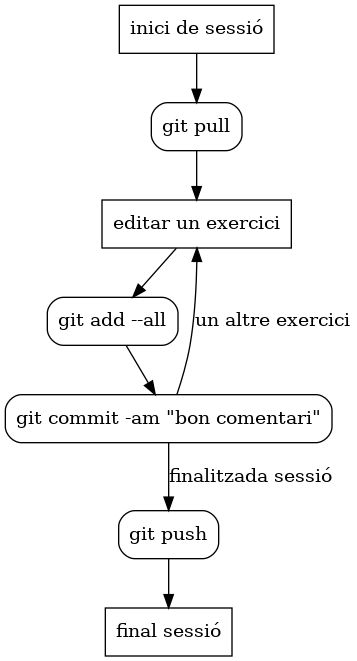 inici de sessió
git pull
editar un exercici
git add --all
un altre exercici
git commit -am "bon comentari"
finalitzada sessió
git push
final sessió